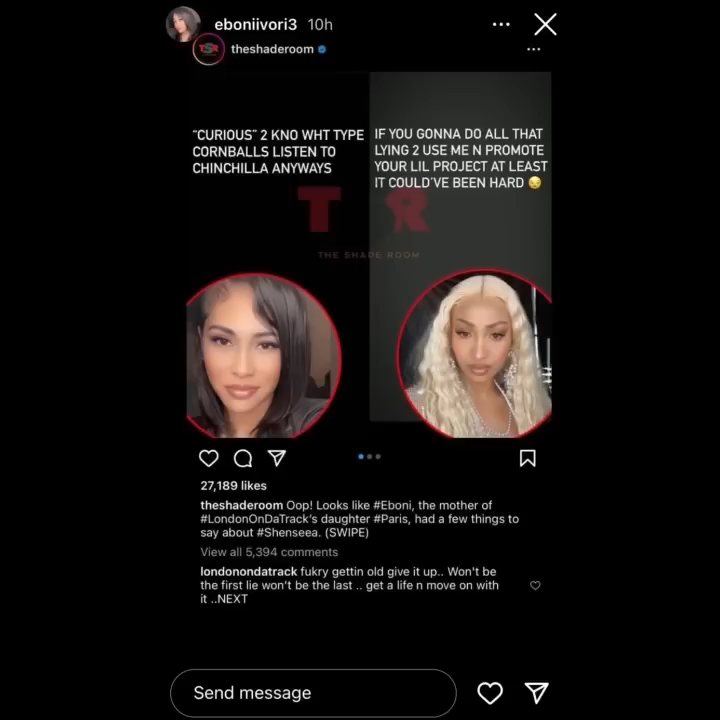 eboniivori3 10h
TSR
theshaderoom
"CURIOUS" 2 KNO WHT TYPE
CORNBALLS LISTEN TO
CHINCHILLA ANYWAYS
IF YOU GONNA DO ALL THAT
LYING 2 USE ME N PROMOTE
YOUR LIL PROJECT AT LEAST
IT COULD'VE BEEN HARD 😒
T R
THE SHADE ROOM
27,189 likes
theshaderoom Oop! Looks like #Eboni, the mother of
#LondonOnDaTrack's daughter #Paris, had a few things to
say about #Shenseea. (SWIPE)
View all 5,394 comments
londonondatrack fukry gettin old give it up.. Won't be
the first lie won't be the last .. get a life n move on with
it ..NEXT
Send message